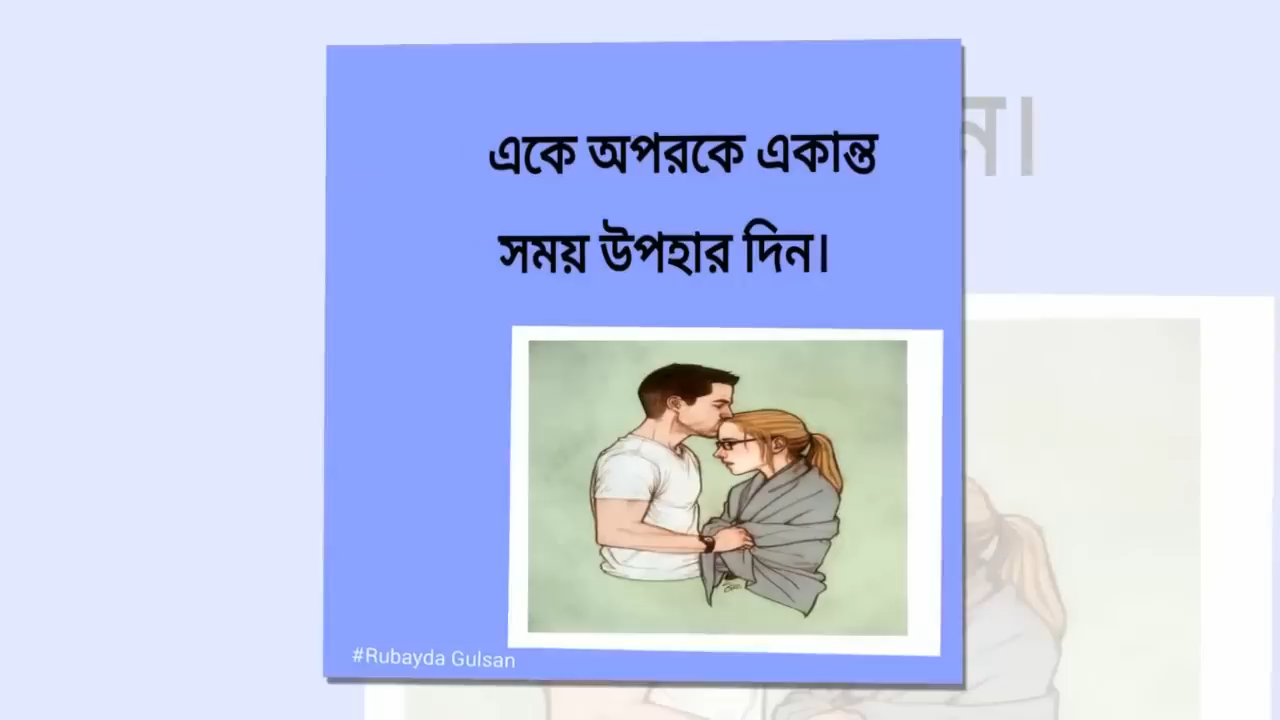 একে অপরকে একান্ত
সময় উপহার দিন।
#Rubayda Gulsan